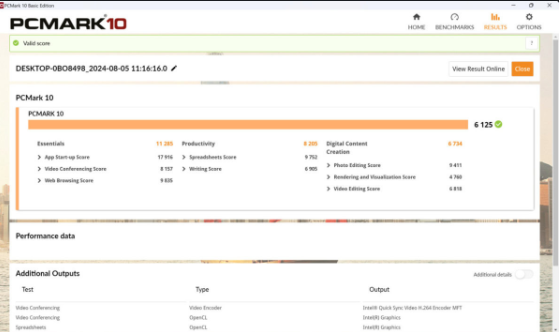 PCMark 10 Basic Edition
PCMARK®10
HOME BENCHMARKS RESULTS OPTIONS
Valid score
DESKTOP-0BO8498_2024-08-05 11:16:16.0 View Result Online Close
PCMark 10
PCMARK 10
6 125
Essentials 11 285 Productivity 8 205 Digital Content Creation 6 734
App Start-up Score 17 916 Spreadsheets Score 9 752
Photo Editing Score 9 411
Video Conferencing Score 8 157 Writing Score 6 905
Rendering and Visualization Score 4 760
Web Browsing Score 9 835
Video Editing Score 6 818
Performance data
Additional Outputs Additional details
Test Type Output
Video Conferencing Video Encoder Intel® Quick Sync Video H.264 Encoder MFT
Video Conferencing OpenCL Intel(R) Graphics
Spreadsheets OpenCL Intel(R) Graphics